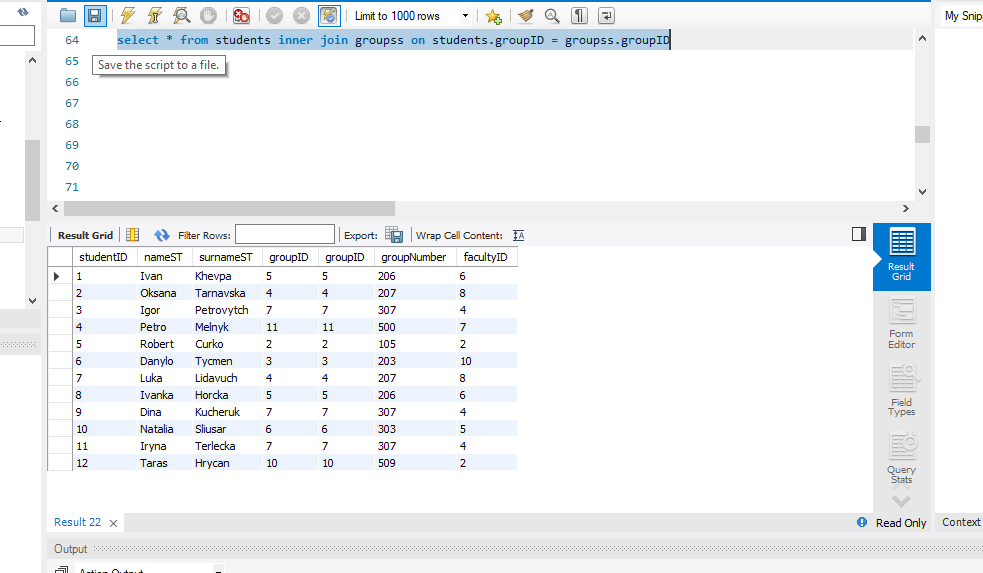 Limit to 1000 rows
My Snip
64 select * from students inner join groupss on students.groupID = groupss.groupID
65
Save the script to a file.
66
67
68
69
70
71
Result Grid Filter Rows: Export: Wrap Cell Content:
studentID nameST surnameST groupID groupID groupNumber facultyID
1 Ivan Khevpa 5 5 206 6
2 Oksana Tarnavska 4 4 207 8
3 Igor Petrovytch 7 7 307 4
4 Petro Melnyk 11 11 500 7
5 Robert Curko 2 2 105 2
6 Danylo Tycmen 3 3 203 10
7 Luka Lidavuch 4 4 207 8
8 Ivanka Horcka 5 5 206 6
9 Dina Kucheruk 7 7 307 4
10 Natalia Sliusar 6 6 303 5
11 Iryna Terlecka 7 7 307 4
12 Taras Hrycan 10 10 509 2
Result
Grid
Form
Editor
Field
Types
Query
Stats
Result 22
Read Only
Context
Output
Action Output